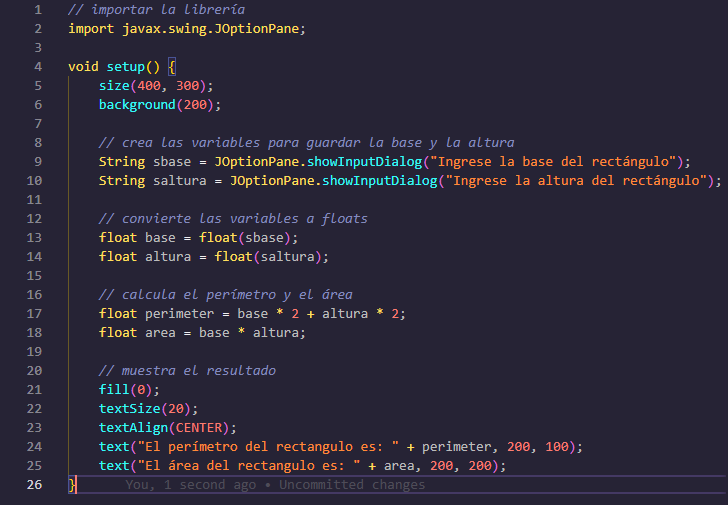 1 // importar la librería
2 import javax.swing.JOptionPane;
3
4 void setup() {
5 size(400, 300);
6 background(200);
7
8 // crea las variables para guardar la base y la altura
9 String sbase = JOptionPane.showInputDialog("Ingrese la base del rectángulo");
10 String saltura = JOptionPane.showInputDialog("Ingrese la altura del rectángulo");
11
12 // convierte las variables a floats
13 float base = float(sbase);
14 float altura = float(saltura);
15
16 // calcula el perímetro y el área
17 float perimeter = base * 2 + altura * 2;
18 float area = base * altura;
19
20 // muestra el resultado
21 fill(0);
22 textSize(20);
23 textAlign(CENTER);
24 text("El perímetro del rectangulo es: " + perimeter, 200, 100);
25 text("El área del rectangulo es: " + area, 200, 200);
26 } You, 1 second ago • Uncommitted changes